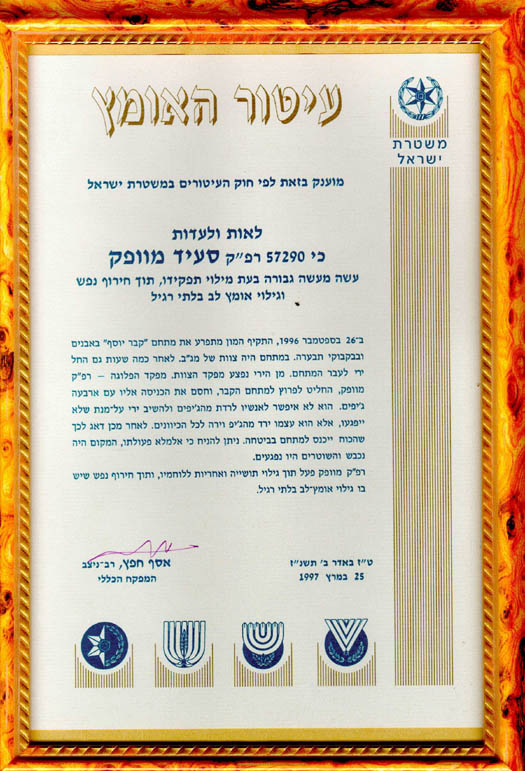 עיטור האומץ
משטרת
ישראל
מוענק בזאת לפי חוק העיטורים במשטרת ישראל
לאות ולעדות
כי 57290 רפ״ק סעיד מוופק
עשה מעשה גבורה בעת מילוי תפקידו, תוך חירוף נפש
וגילוי אומץ לב בלתי רגיל
ב־26 בספטמבר 1996, התקיף המון מתפרע את מתחם "קבר יוסף" באבנים
ובבקבוקי תבערה. במתחם היה צוות של מג"ב. לאחר כמה שעות גם החל
ירי לעבר המתחם. מן הירי נפצע מפקד הצוות. מפקד הפלוגה – רפ״ק
מוופק, החליט לפרוץ למתחם הקבר, וחסם את הכניסה אליו עם ארבעה
ג'יפים. הוא לא איפשר לאנשיו לרדת מהג'יפים ולהשיב ירי על־מנת שלא
ייפגעו, אלא הוא עצמו ירד מהג'יפ וירה לכל הכיוונים. לאחר מכן דאג לכך
שהכוח ייכנס למתחם בביטחה. ניתן להניח כי אלמלא פעולתו, המקום היה
נכבש והשוטרים היו נפגעים.
רפ״ק מוופק פעל תוך גילוי תושייה ואחריות ללוחמיו, ותוך חירוף נפש שיש
בו גילוי אומץ־לב בלתי רגיל.
אסף חפץ, רב־ניצב
המפקח הכללי
ט״ז באדר ב׳ תשנ״ז
25 במרץ 1997